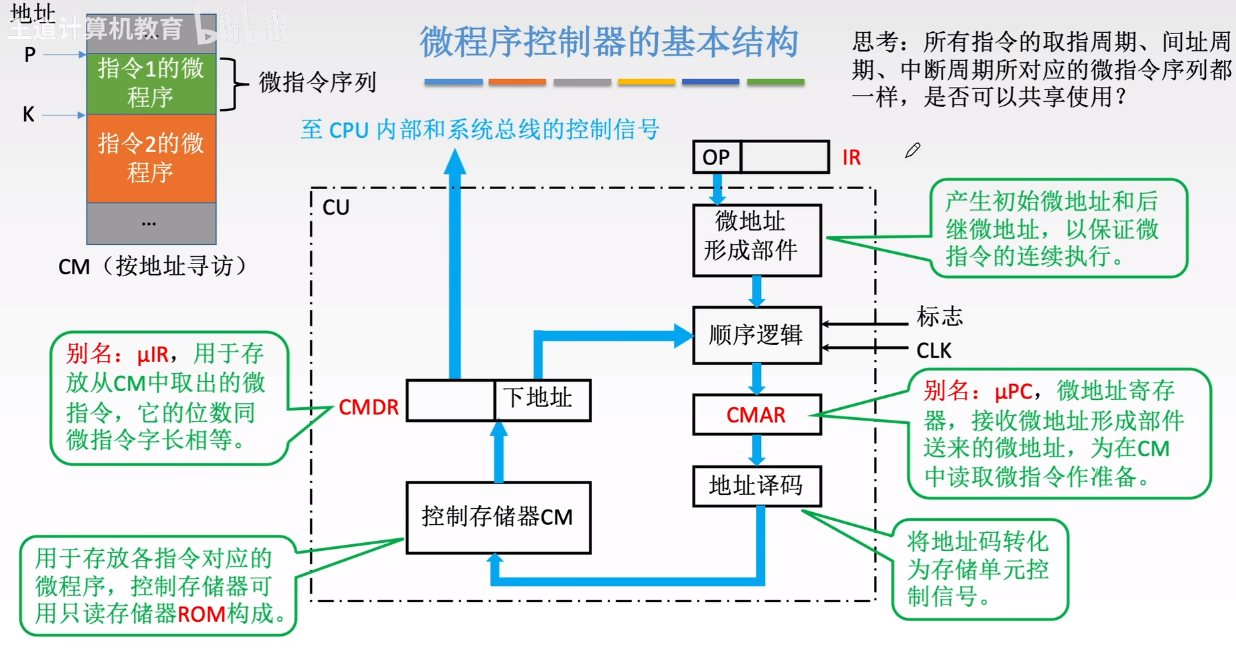 地址
王道计算机教育
bilibili
...
P
指令1的微
程序
微指令序列
K
指令2的微
程序
...
CM（按地址寻访）
微程序控制器的基本结构
思考：所有指令的取指周期、间址周
期、中断周期所对应的微指令序列都
一样，是否可以共享使用？
至 CPU 内部和系统总线的控制信号
OP
IR
CU
微地址
形成部件
产生初始微地址和后
继微地址，以保证微
指令的连续执行。
顺序逻辑
标志
CLK
别名：μIR，用于存
放从CM中取出的微
指令，它的位数同
微指令字长相等。
CMDR
下地址
CMAR
别名：μPC，微地址寄存
器，接收微地址形成部件
送来的微地址，为在CM
中读取微指令作准备。
地址译码
控制存储器CM
将地址码转化
为存储单元控
制信号。
用于存放各指令对应的
微程序，控制存储器可
用只读存储器ROM构成。